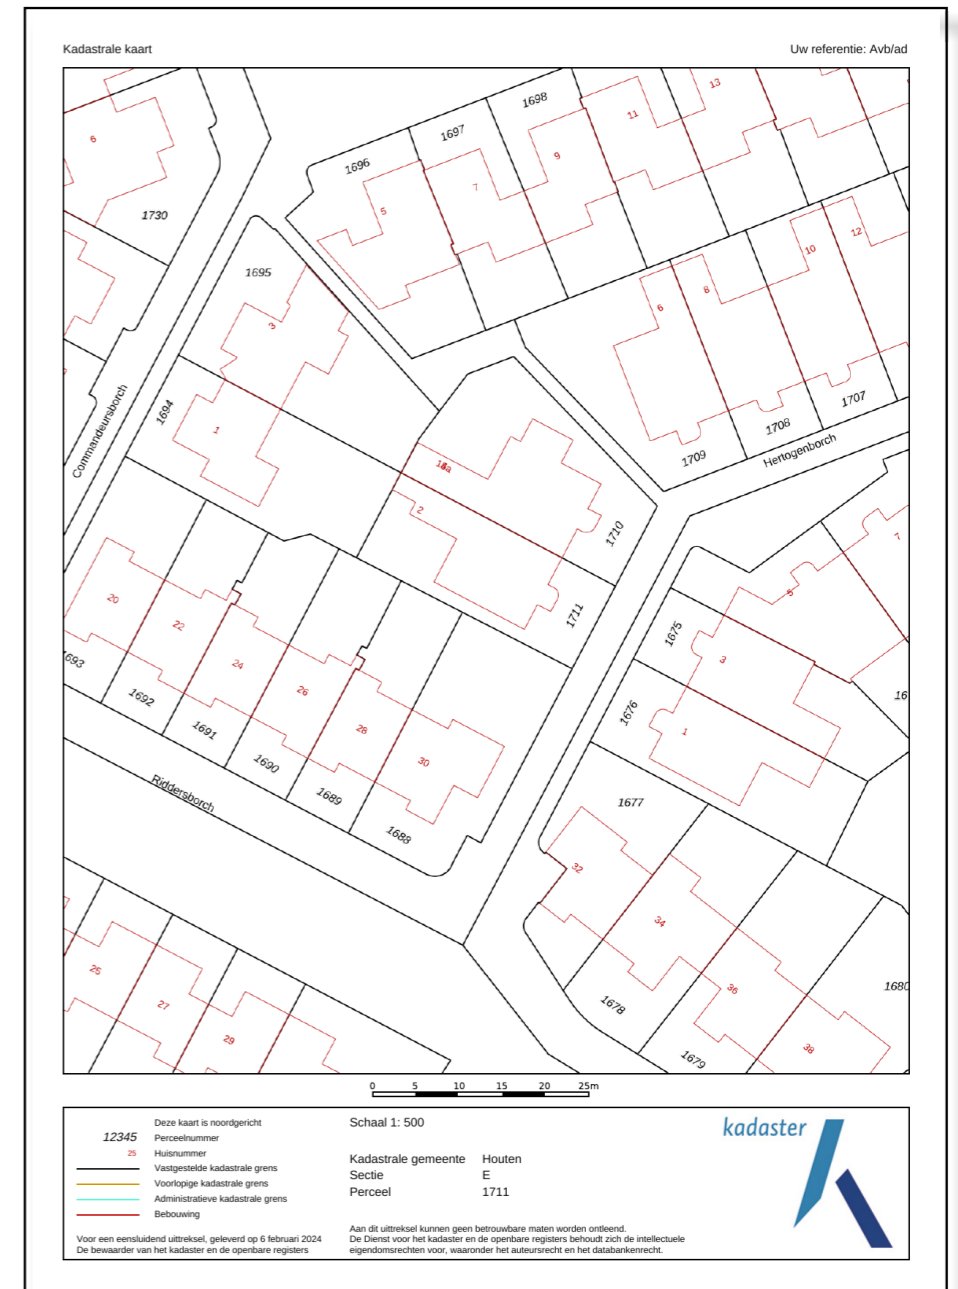 Kadastrale kaart
Uw referentie: Avb/ad
6
1730
1695
3
1694
1
Commandeursborch
1696
1697
1698
5
7
9
11
13
6
8
10
12
1709
1708
1707
Hertogenborch
2
1710
1711
20
22
24
26
28
30
1693
1692
1691
1690
1689
1688
Riddersborch
1675
1676
3
5
7
1
16
1677
32
34
36
38
1678
1679
1680
25
27
29
0 5 10 15 20 25m
12345
25
Deze kaart is noordgericht
Perceelnummer
Huisnummer
Vastgestelde kadastrale grens
Voorlopige kadastrale grens
Administratieve kadastrale grens
Bebouwing
Voor een eensluidend uittreksel, geleverd op 6 februari 2024
De bewaarder van het kadaster en de openbare registers
Schaal 1: 500
Kadastrale gemeente Houten
Sectie E
Perceel 1711
Aan dit uittreksel kunnen geen betrouwbare maten worden ontleend.
De Dienst voor het kadaster en de openbare registers behoudt zich de intellectuele
eigendomsrechten voor, waaronder het auteursrecht en het databankenrecht.
kadaster